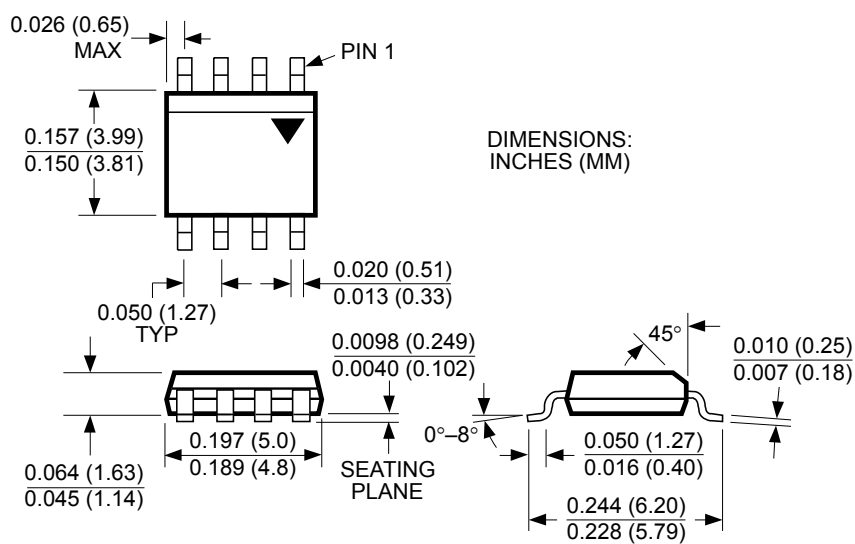 0.026 (0.65)
MAX
PIN 1
0.157 (3.99)
0.150 (3.81)
DIMENSIONS:
INCHES (MM)
0.050 (1.27)
TYP
0.020 (0.51)
0.013 (0.33)
0.0098 (0.249)
0.0040 (0.102)
45°
0.010 (0.25)
0.007 (0.18)
0°–8°
0.064 (1.63)
0.045 (1.14)
0.197 (5.0)
0.189 (4.8)
SEATING
PLANE
0.050 (1.27)
0.016 (0.40)
0.244 (6.20)
0.228 (5.79)